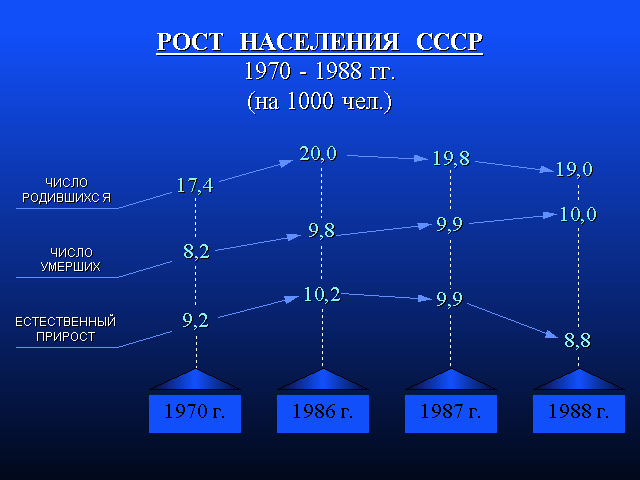 РОСТ НАСЕЛЕНИЯ СССР
1970 - 1988 гг.
(на 1000 чел.)
ЧИСЛО
РОДИВШИХСЯ
17,4
20,0
19,8
19,0
ЧИСЛО
УМЕРШИХ
8,2
9,8
9,9
10,0
ЕСТЕСТВЕННЫЙ
ПРИРОСТ
9,2
10,2
9,9
8,8
1970 г.
1986 г.
1987 г.
1988 г.